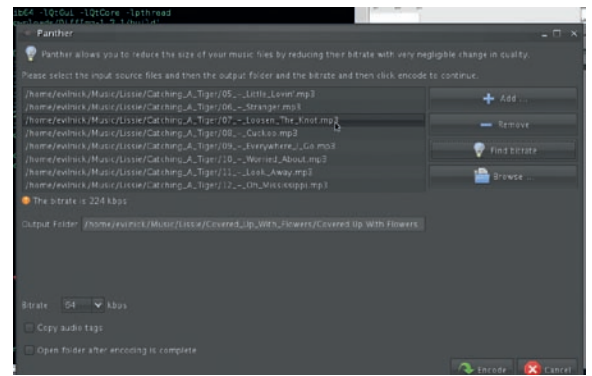 ib64 -lQtGui -lQtCore -lpthread
Panther
Panther allows you to reduce the size of your music files by reducing their bitrate with very negligible change in quality.
Please select the input source files and then the output folder and the bitrate and then click encode to continue.
/home/evilnick/Music/Lissie/Catching_A_Tiger/05_-_Little_Lovin'.mp3
/home/evilnick/Music/Lissie/Catching_A_Tiger/06_-_Stranger.mp3
/home/evilnick/Music/Lissie/Catching_A_Tiger/07_-_Loosen_The_Knot.mp3
/home/evilnick/Music/Lissie/Catching_A_Tiger/08_-_Cuckoo.mp3
/home/evilnick/Music/Lissie/Catching_A_Tiger/09_-_Everywhere_I_Go.mp3
/home/evilnick/Music/Lissie/Catching_A_Tiger/10_-_Worried_About.mp3
/home/evilnick/Music/Lissie/Catching_A_Tiger/11_-_Look_Away.mp3
/home/evilnick/Music/Lissie/Catching_A_Tiger/12_-_Oh_Mississippi.mp3
Add ...
Remove
Find bitrate
Browse ...
The bitrate is 224 kbps
Output Folder /home/evilnick/Music/Lissie/Covered_Up_With_Flowers/Covered Up With Flowers
Bitrate 64 kbps
Copy audio tags
Open folder after encoding is complete
Encode Cancel